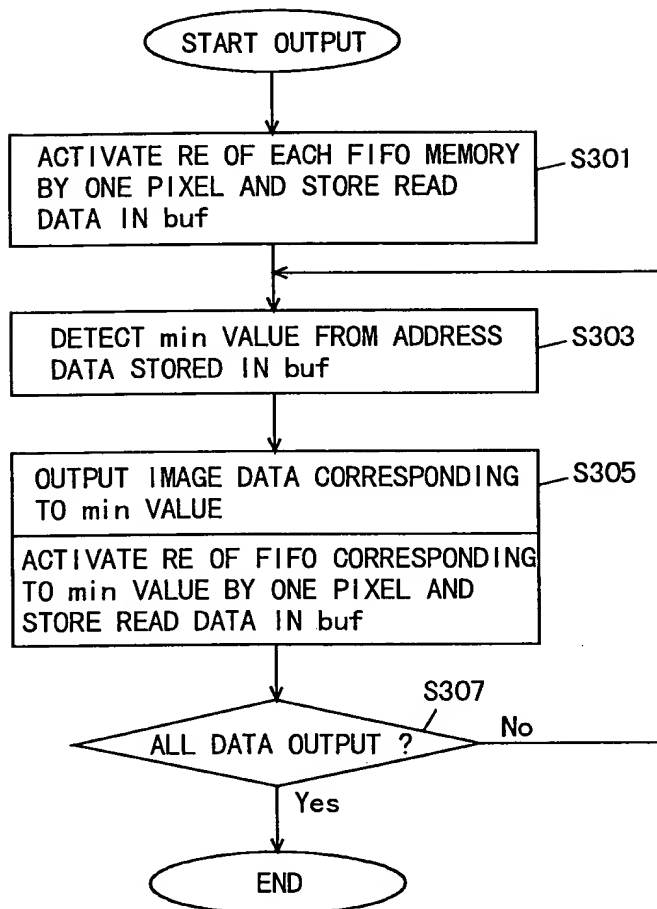 START OUTPUT
ACTIVATE RE OF EACH FIFO MEMORY
BY ONE PIXEL AND STORE READ
DATA IN buf
S301
DETECT min VALUE FROM ADDRESS
DATA STORED IN buf
S303
OUTPUT IMAGE DATA CORRESPONDING
TO min VALUE
S305
ACTIVATE RE OF FIFO CORRESPONDING
TO min VALUE BY ONE PIXEL AND
STORE READ DATA IN buf
S307
ALL DATA OUTPUT ?
No
Yes
END